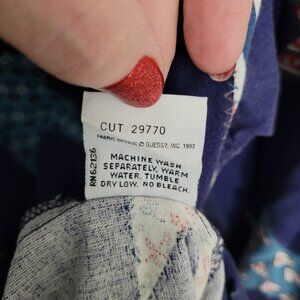 CUT 29770
FABRIC DESIGN © GUESS?, INC. 1993
RN62136
MACHINE WASH
SEPARATELY, WARM
WATER. TUMBLE
DRY LOW. NO BLEACH.